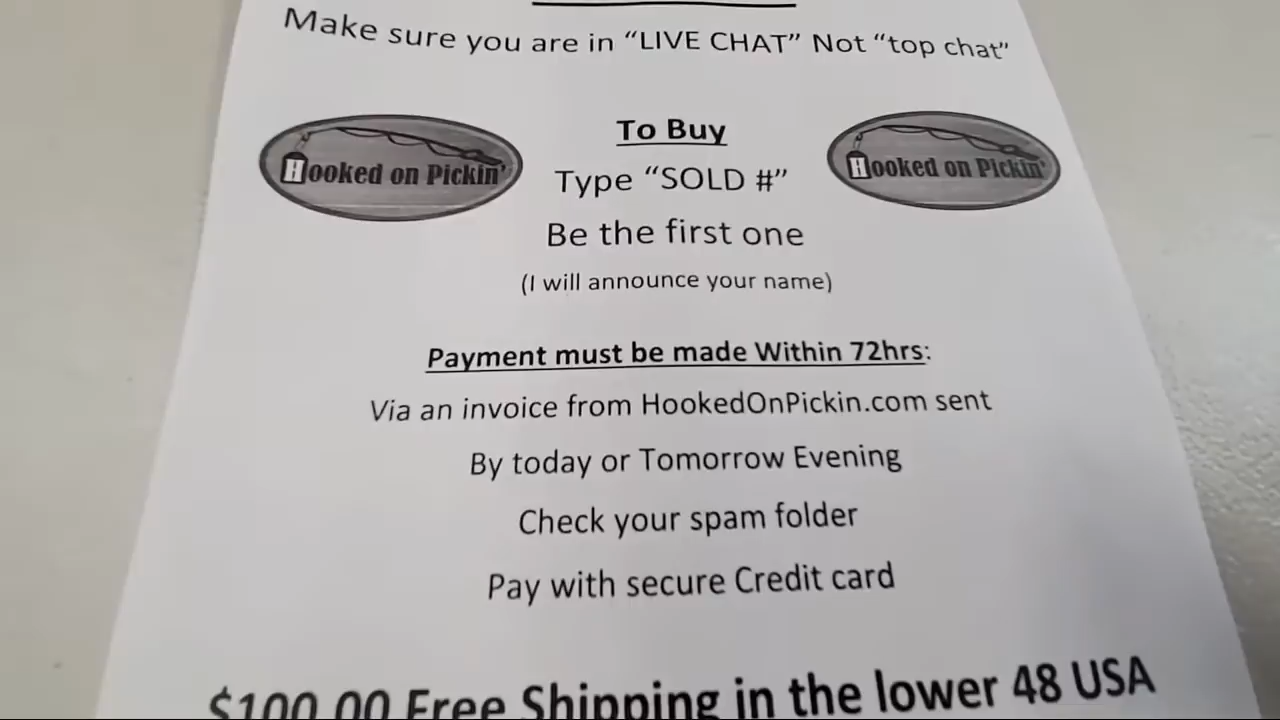 Make sure you are in “LIVE CHAT” Not “top chat”
Hooked on Pickin'
To Buy
Hooked on Pickin'
Type “SOLD #”
Be the first one
(I will announce your name)
Payment must be made Within 72hrs:
Via an invoice from HookedOnPickin.com sent
By today or Tomorrow Evening
Check your spam folder
Pay with secure Credit card
$100.00 Free Shipping in the lower 48 USA